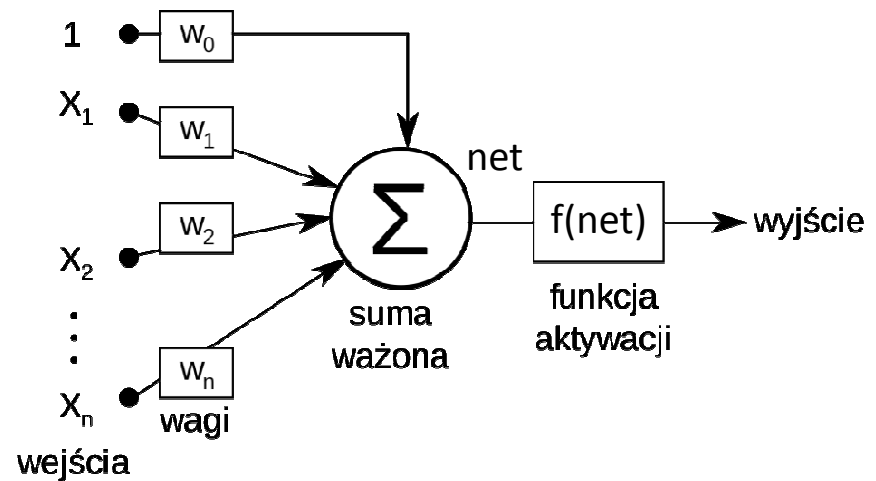 1
w₀
X₁
w₁
X₂
w₂
⋮
Xₙ
wₙ
wejścia
wagi
Σ
suma
ważona
net
f(net)
funkcja
aktywacji
wyjście